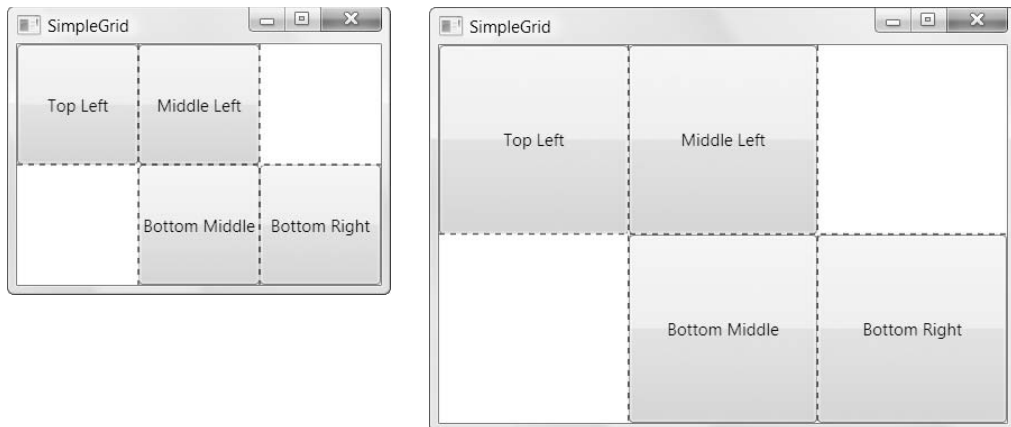 SimpleGrid
Top Left
Middle Left
Bottom Middle
Bottom Right
SimpleGrid
Top Left
Middle Left
Bottom Middle
Bottom Right